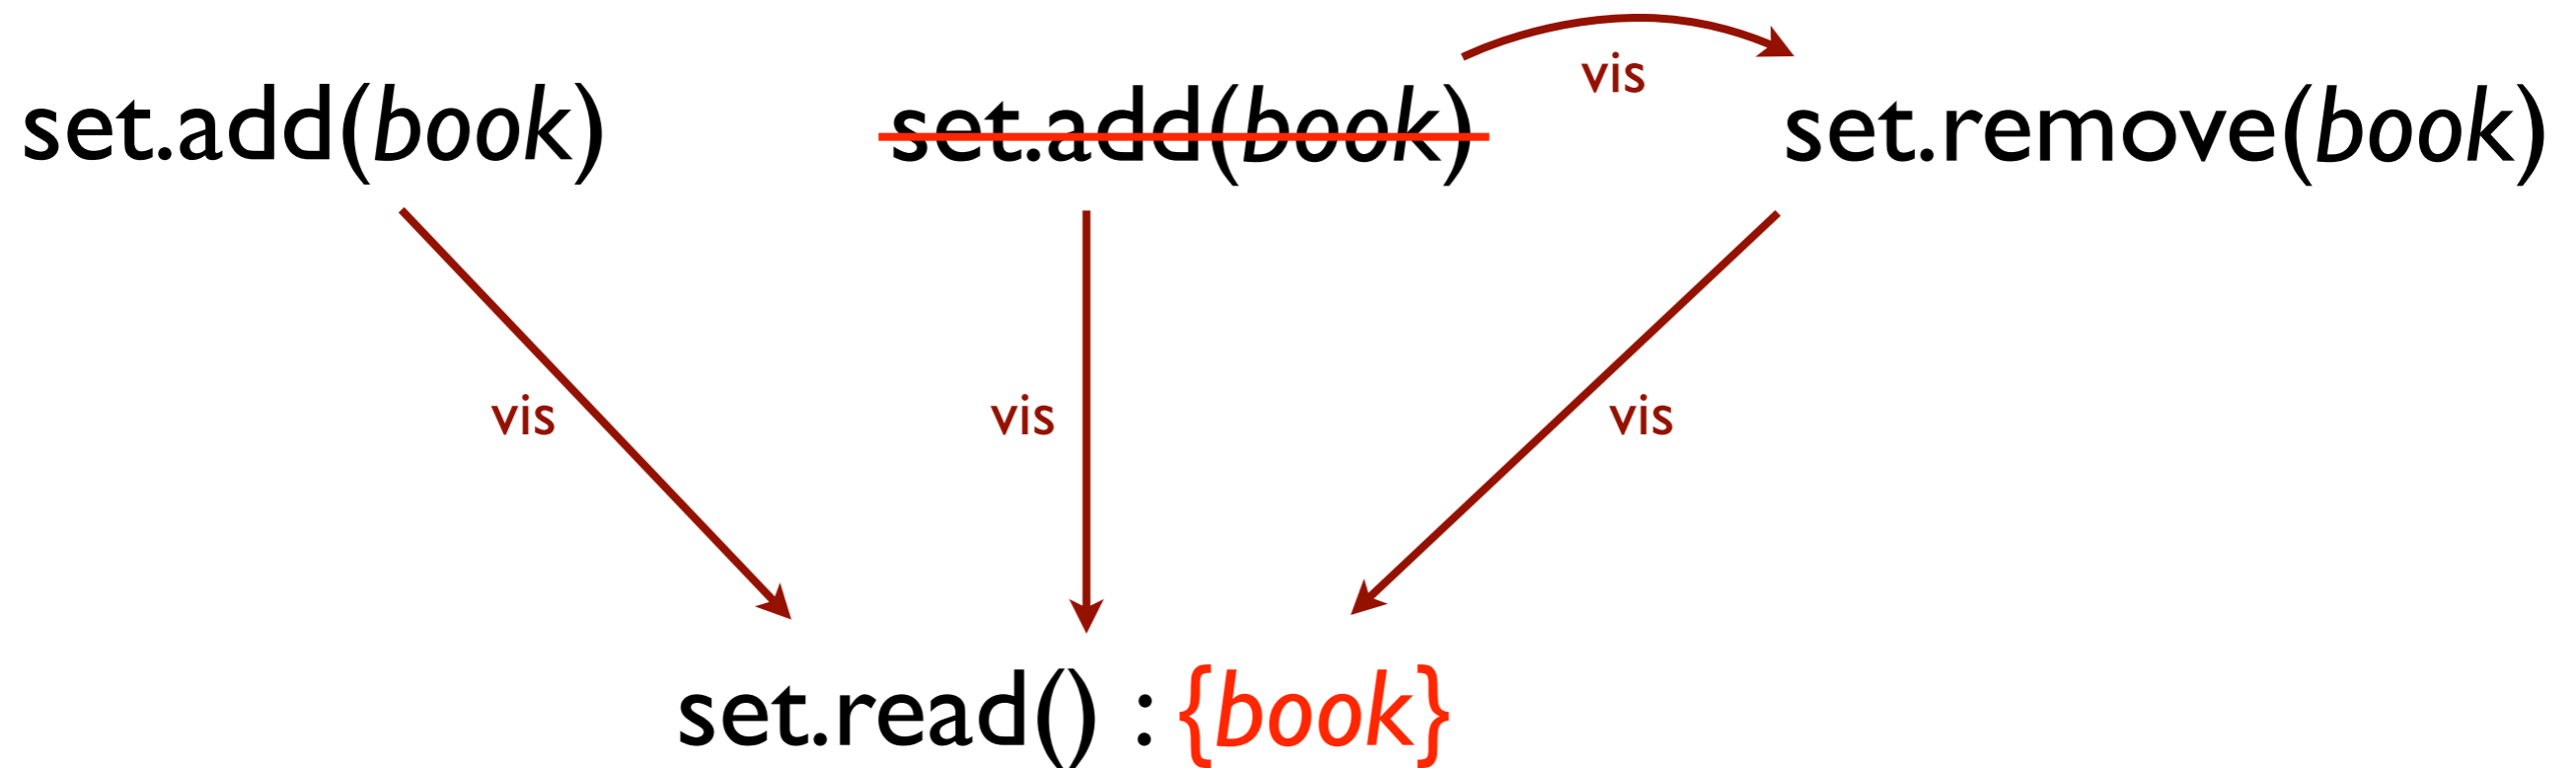 vis
set.add(book) set.add(book) set.remove(book)
vis vis vis
set.read() : {book}